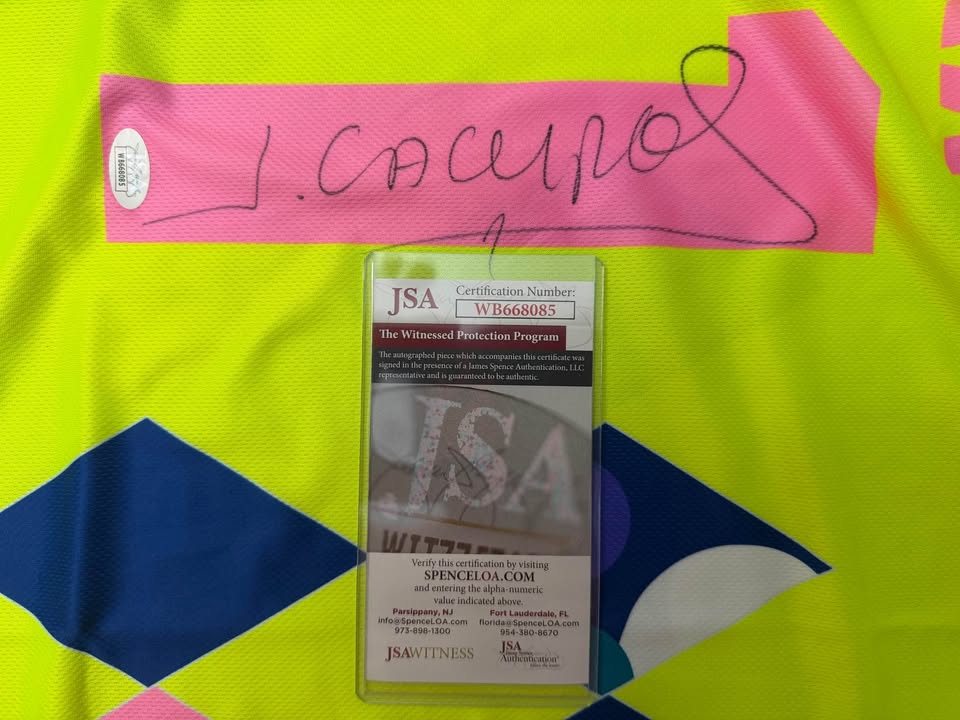 J. CAMPOS
WB668085
JSA
Certification Number:
WB668085
The Witnessed Protection Program
The autographed piece which accompanies this certificate was
signed in the presence of a James Spence Authentication, LLC
representative and is guaranteed to be authentic.
JSA
Verify this certification by visiting
SPENCELOA.COM
and entering the alpha-numeric
value indicated above.
Parsippany, NJ
info@SpenceLOA.com
973-898-1300
Fort Lauderdale, FL
florida@SpenceLOA.com
954-380-8670
JSAWITNESS
JSA
Authentication